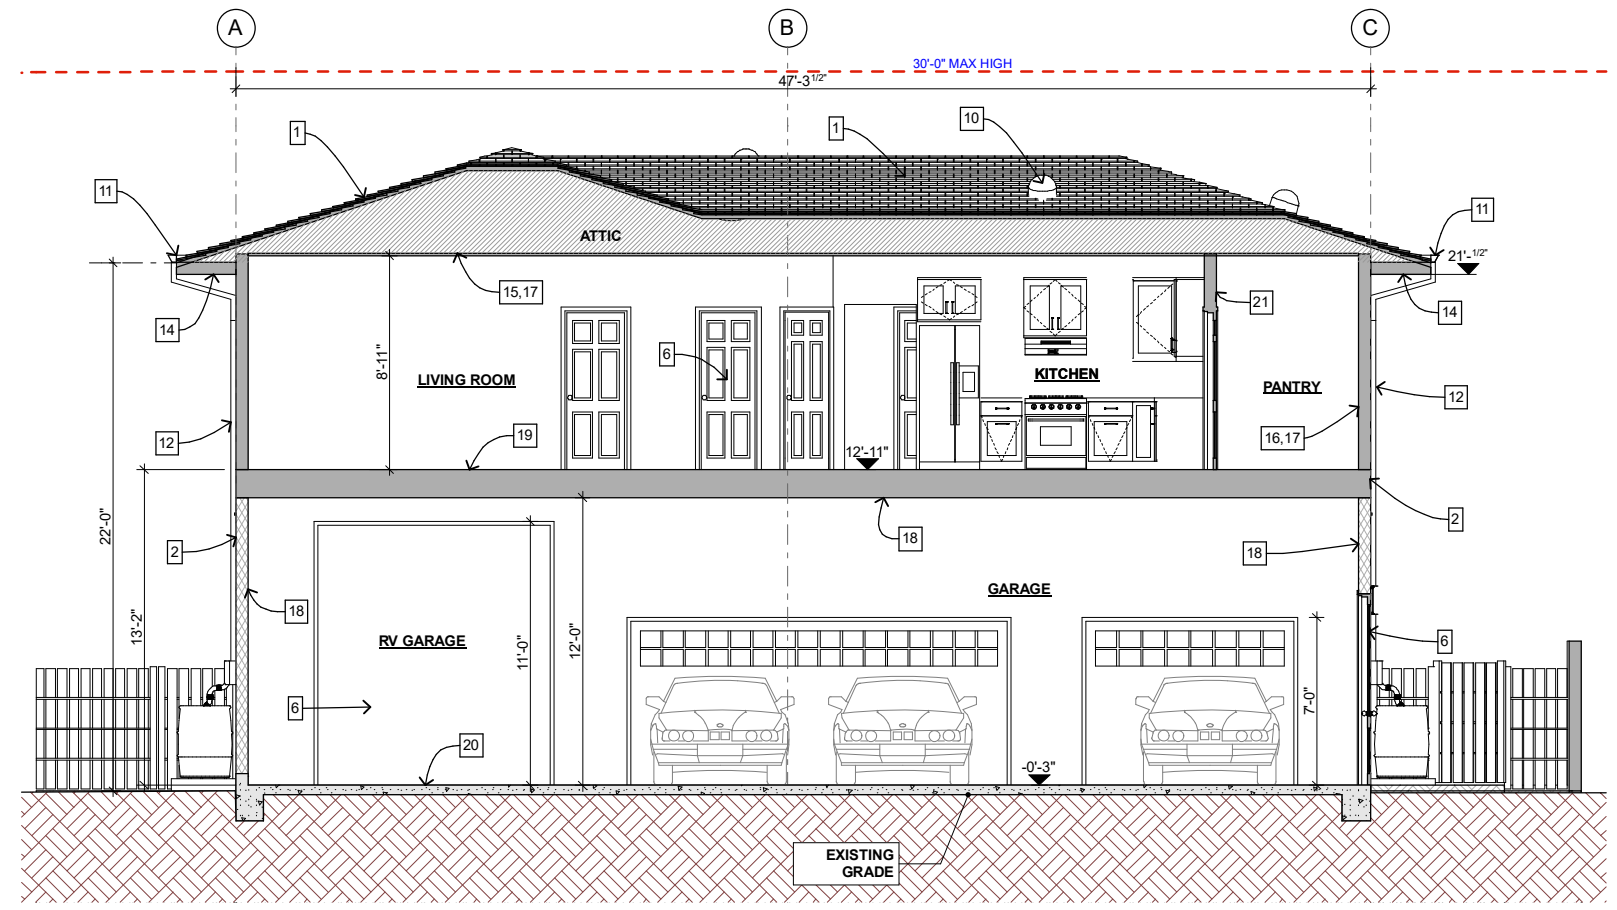 A
B
C
30'-0" MAX HIGH
47'-3 1/2"
1
1
10
11
11
ATTIC
21'-1/2"
15,17
21
14
14
8'-11"
6
LIVING ROOM
KITCHEN
PANTRY
12
12
19
16,17
12'-11"
22'-0"
2
2
18
18
13'-2"
18
GARAGE
RV GARAGE
11'-0"
12'-0"
6
6
7'-0"
20
-0'-3"
EXISTING
GRADE